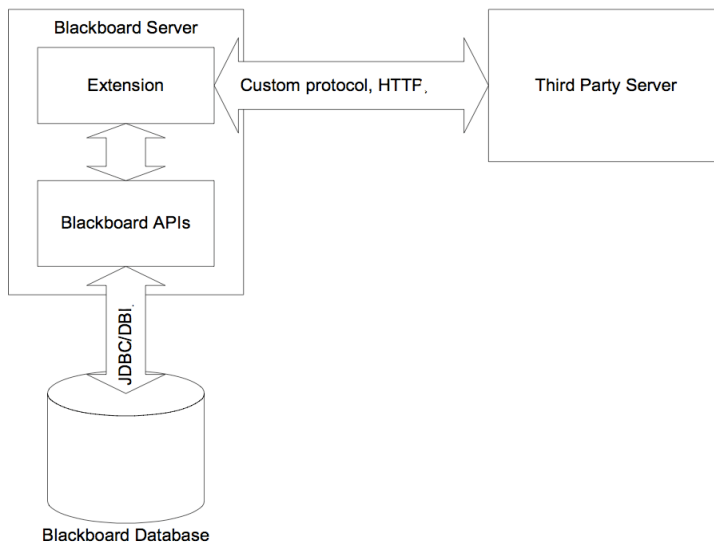 Blackboard Server
Extension
Custom protocol, HTTP.
Third Party Server
Blackboard APIs
JDBC/DBI.
Blackboard Database